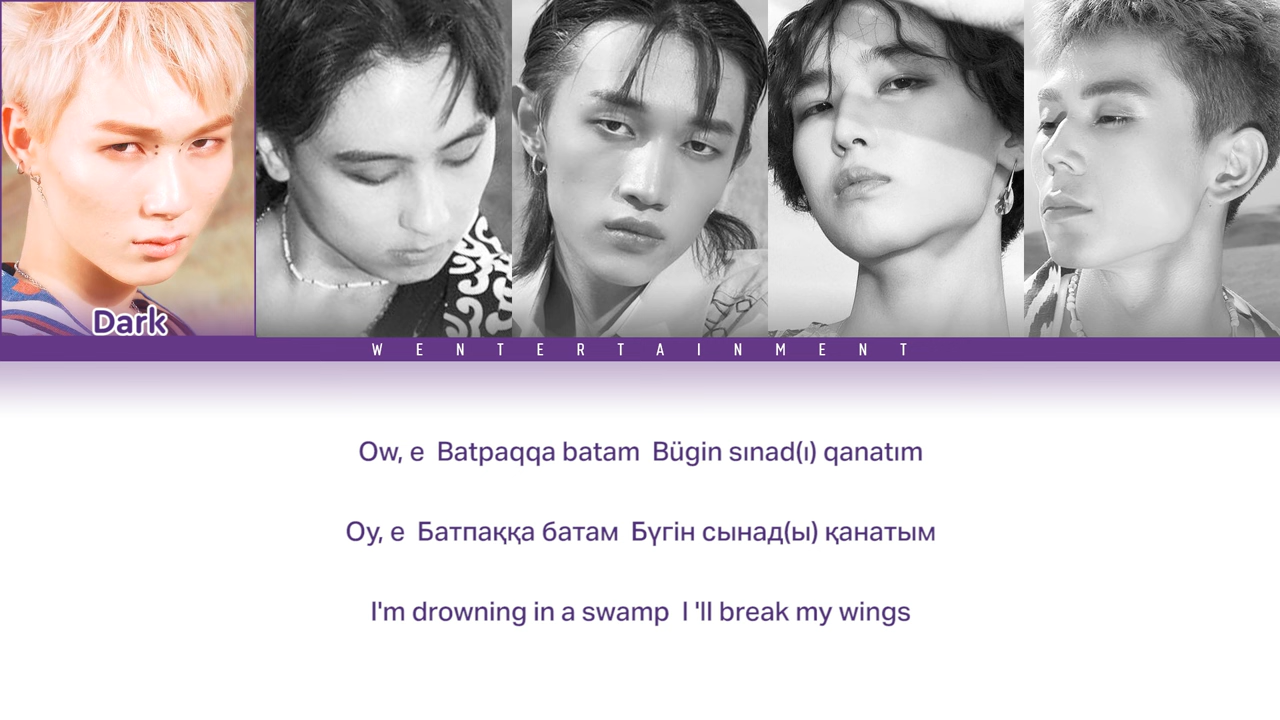 Dark
WENTERTAINMENT
Ow, e Batpaqqa batam Bügin sınad(ı) qanatım
Оу, е Батпаққа батам Бүгін сынад(ы) қанатым
I'm drowning in a swamp I 'll break my wings